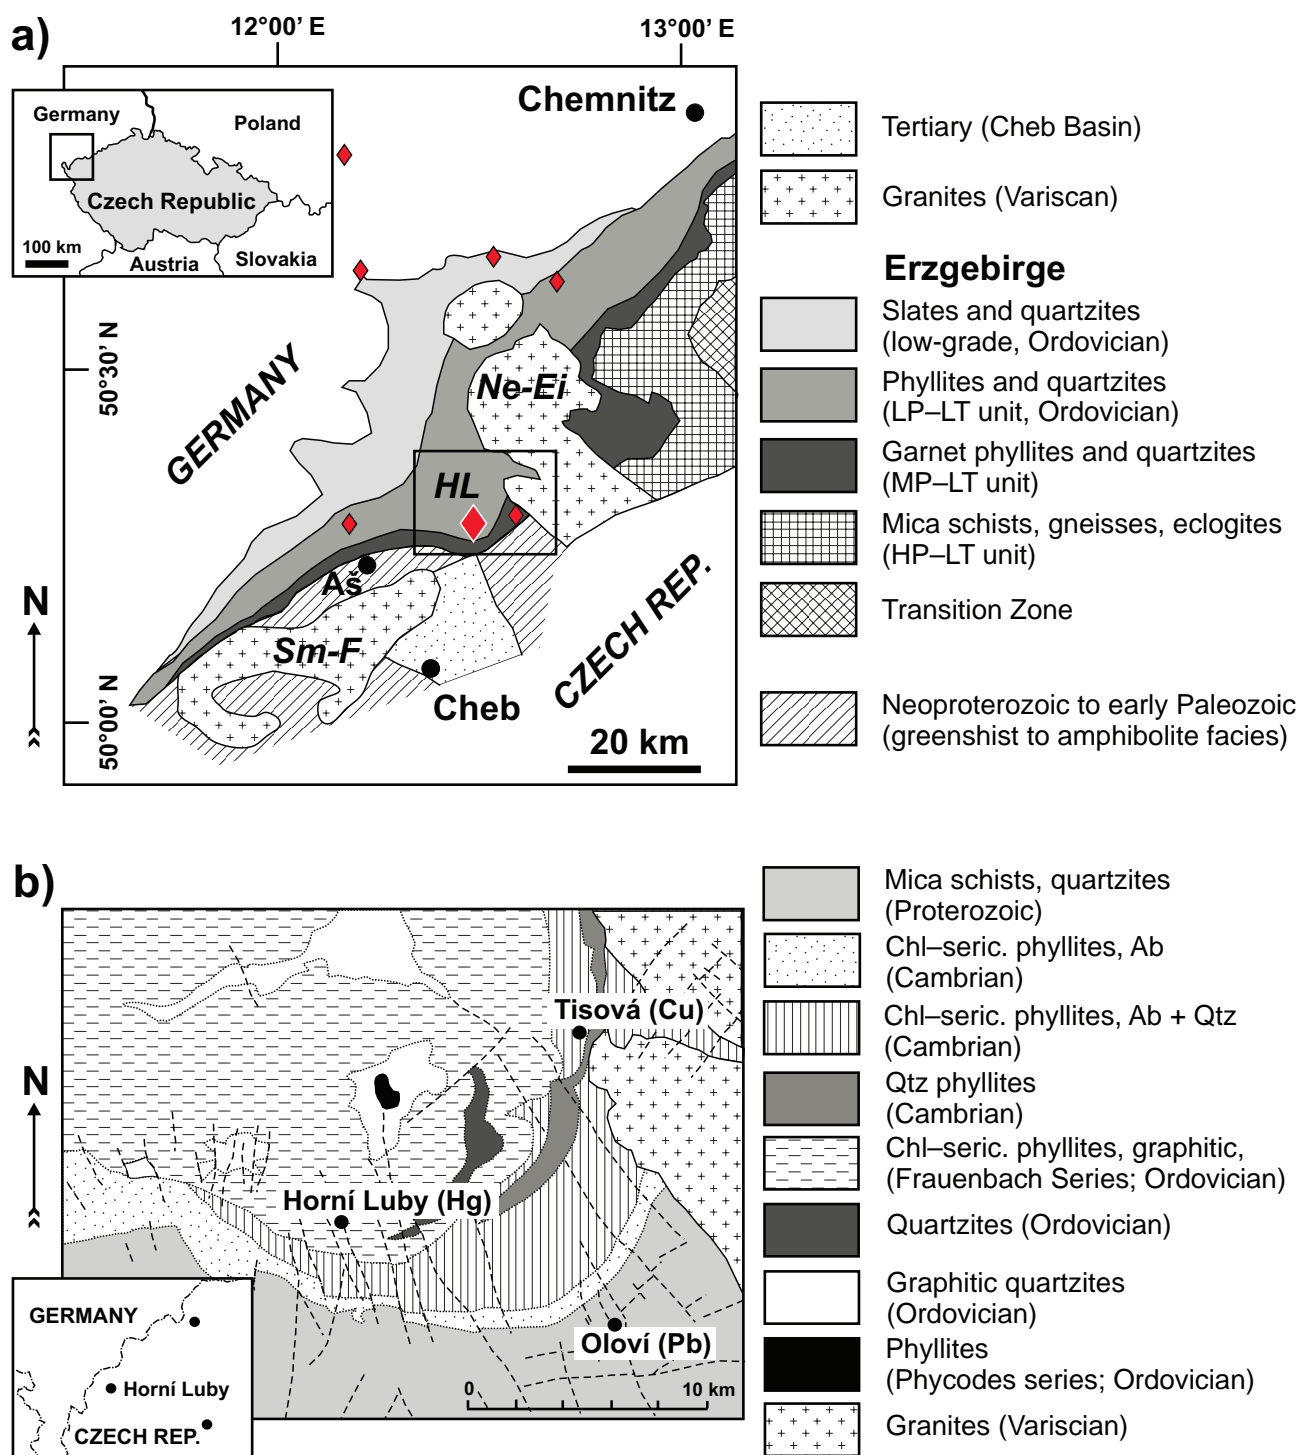 a)
12°00’ E
13°00’ E
Germany
Poland
Czech Republic
100 km
Austria
Slovakia
Chemnitz
50°30’ N
GERMANY
Ne-Ei
HL
Aš
Sm-F
Cheb
CZECH REP.
N
50°00’ N
20 km
Tertiary (Cheb Basin)
Granites (Variscan)
Erzgebirge
Slates and quartzites
(low-grade, Ordovician)
Phyllites and quartzites
(LP–LT unit, Ordovician)
Garnet phyllites and quartzites
(MP–LT unit)
Mica schists, gneisses, eclogites
(HP–LT unit)
Transition Zone
Neoproterozoic to early Paleozoic
(greenshist to amphibolite facies)
b)
Tisová (Cu)
N
Horní Luby (Hg)
Oloví (Pb)
0
10 km
GERMANY
Horní Luby
CZECH REP.
Mica schists, quartzites
(Proterozoic)
Chl–seric. phyllites, Ab
(Cambrian)
Chl–seric. phyllites, Ab + Qtz
(Cambrian)
Qtz phyllites
(Cambrian)
Chl–seric. phyllites, graphitic,
(Frauenbach Series; Ordovician)
Quartzites (Ordovician)
Graphitic quartzites
(Ordovician)
Phyllites
(Phycodes series; Ordovician)
Granites (Variscian)